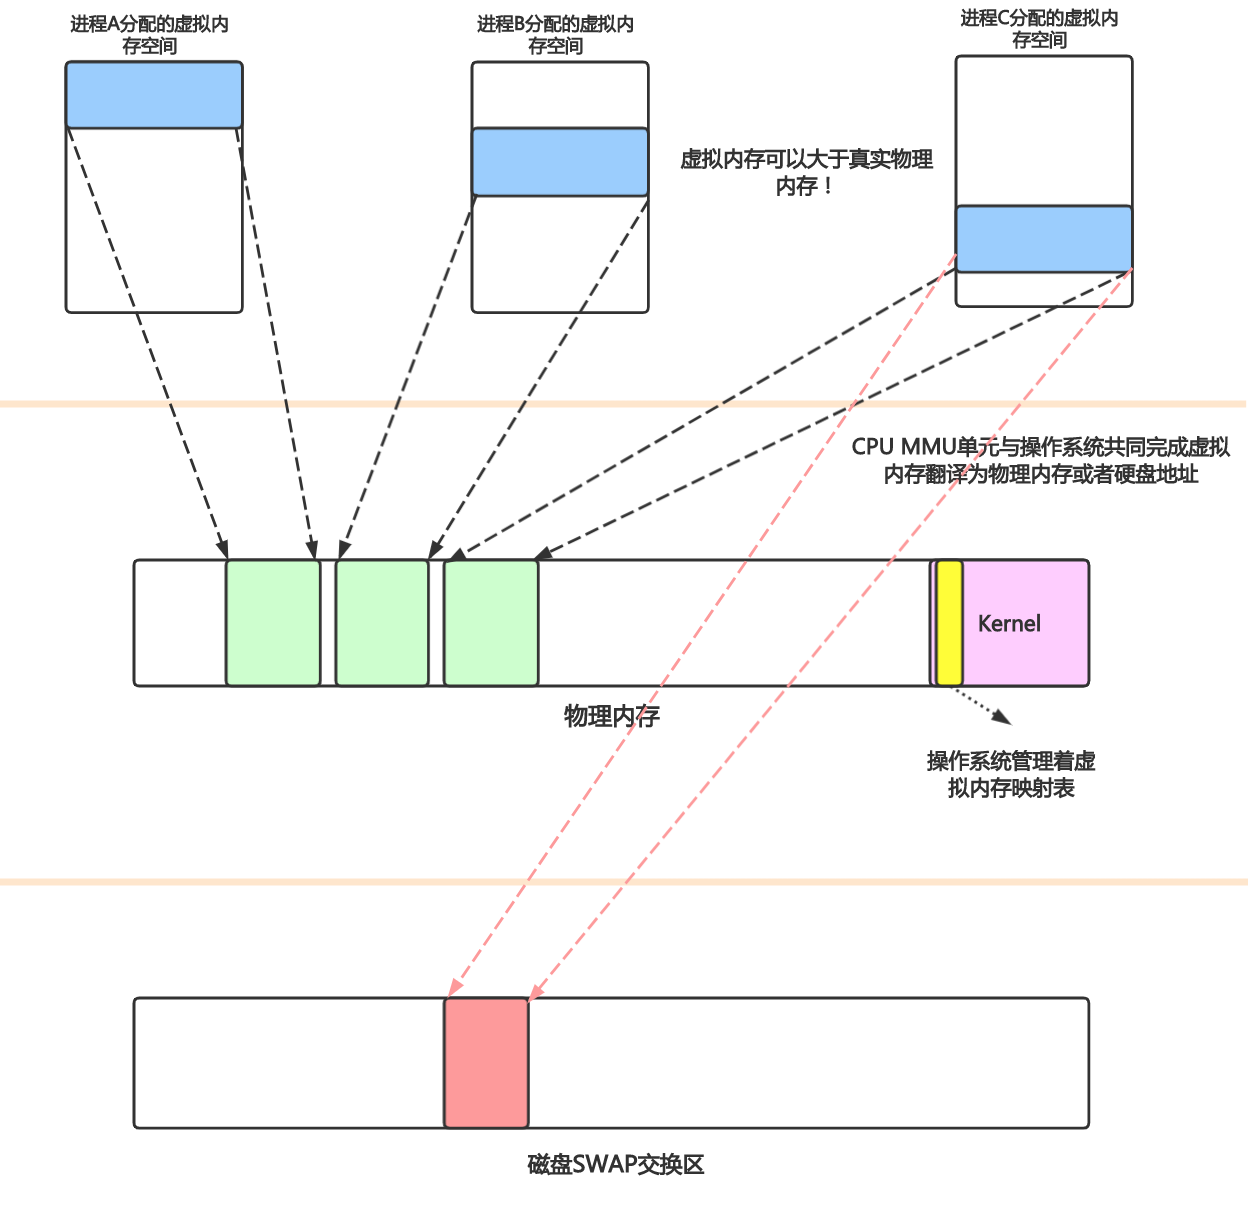 进程A分配的虚拟内
存空间
进程B分配的虚拟内
存空间
进程C分配的虚拟内
存空间
虚拟内存可以大于真实物理
内存！
CPU MMU单元与操作系统共同完成虚拟
内存翻译为物理内存或者硬盘地址
Kernel
物理内存
操作系统管理着虚
拟内存映射表
磁盘SWAP交换区